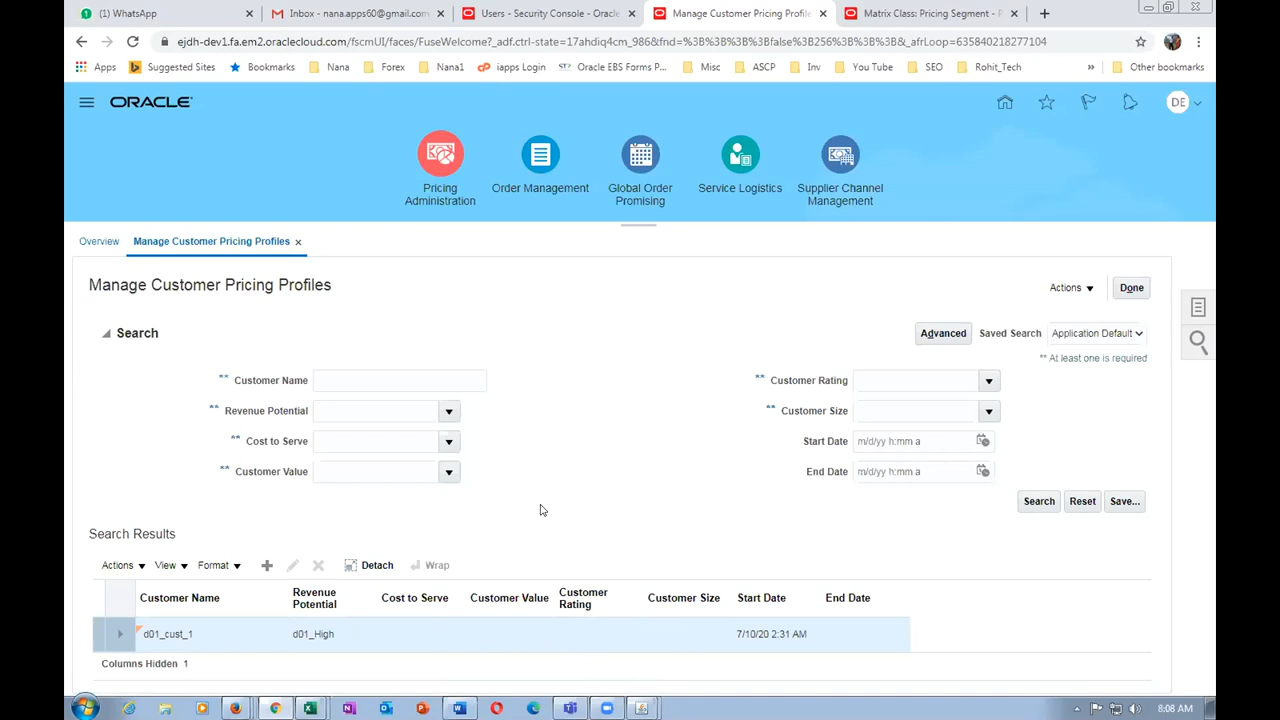 (1) WhatsApp
Inbox - nana.apps60@gmail.com
Users - Security Console - Oracle
Manage Customer Pricing Profile
Matrix Class: Pricing Segment - P
ejdh-dev1.fa.em2.oraclecloud.com/fscmUI/faces/FuseWelcome?_adf.ctrl-state=17ahdiq4cm_986&fnd=%3B%3B%3B%3Bfalse%3B256%3B%3B%3B&_afrLoop=635840218277104
Apps
Suggested Sites
Bookmarks
Nana
Forex
Nana1
iapps Login
Oracle EBS Forms P...
Misc
ASCP
Inv
You Tube
SEO
Rohit_Tech
»
Other bookmarks
ORACLE
DE
Pricing
Administration
Order Management
Global Order
Promising
Service Logistics
Supplier Channel
Management
Overview
Manage Customer Pricing Profiles
Manage Customer Pricing Profiles
Actions
Done
Search
Advanced
Saved Search
Application Default
** At least one is required
** Customer Name
** Customer Rating
** Revenue Potential
** Customer Size
** Cost to Serve
Start Date
m/d/yy h:mm a
** Customer Value
End Date
m/d/yy h:mm a
Search
Reset
Save...
Search Results
Actions
View
Format
Detach
Wrap
Customer Name
Revenue
Potential
Cost to Serve
Customer Value
Customer
Rating
Customer Size
Start Date
End Date
d01_cust_1
d01_High
7/10/20 2:31 AM
Columns Hidden 1
8:08 AM